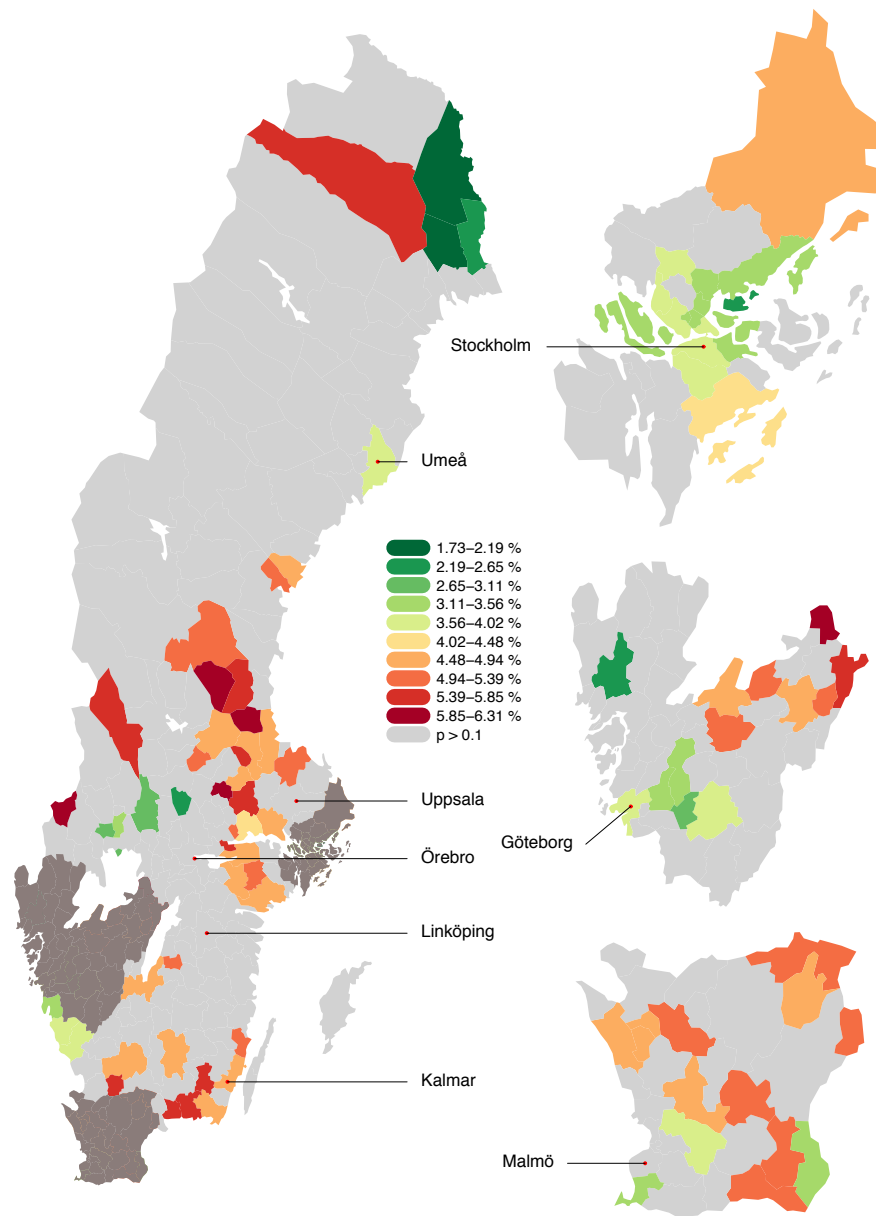 Stockholm
Umeå
1.73–2.19 %
2.19–2.65 %
2.65–3.11 %
3.11–3.56 %
3.56–4.02 %
4.02–4.48 %
4.48–4.94 %
4.94–5.39 %
5.39–5.85 %
5.85–6.31 %
p > 0.1
Uppsala
Göteborg
Örebro
Linköping
Kalmar
Malmö